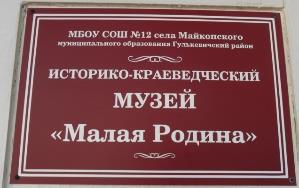 МБОУ СОШ №12 села Майкопского
муниципального образования Гулькевичский район
ИСТОРИКО-КРАЕВЕДЧЕСКИЙ
МУЗЕЙ
«Малая Родина»